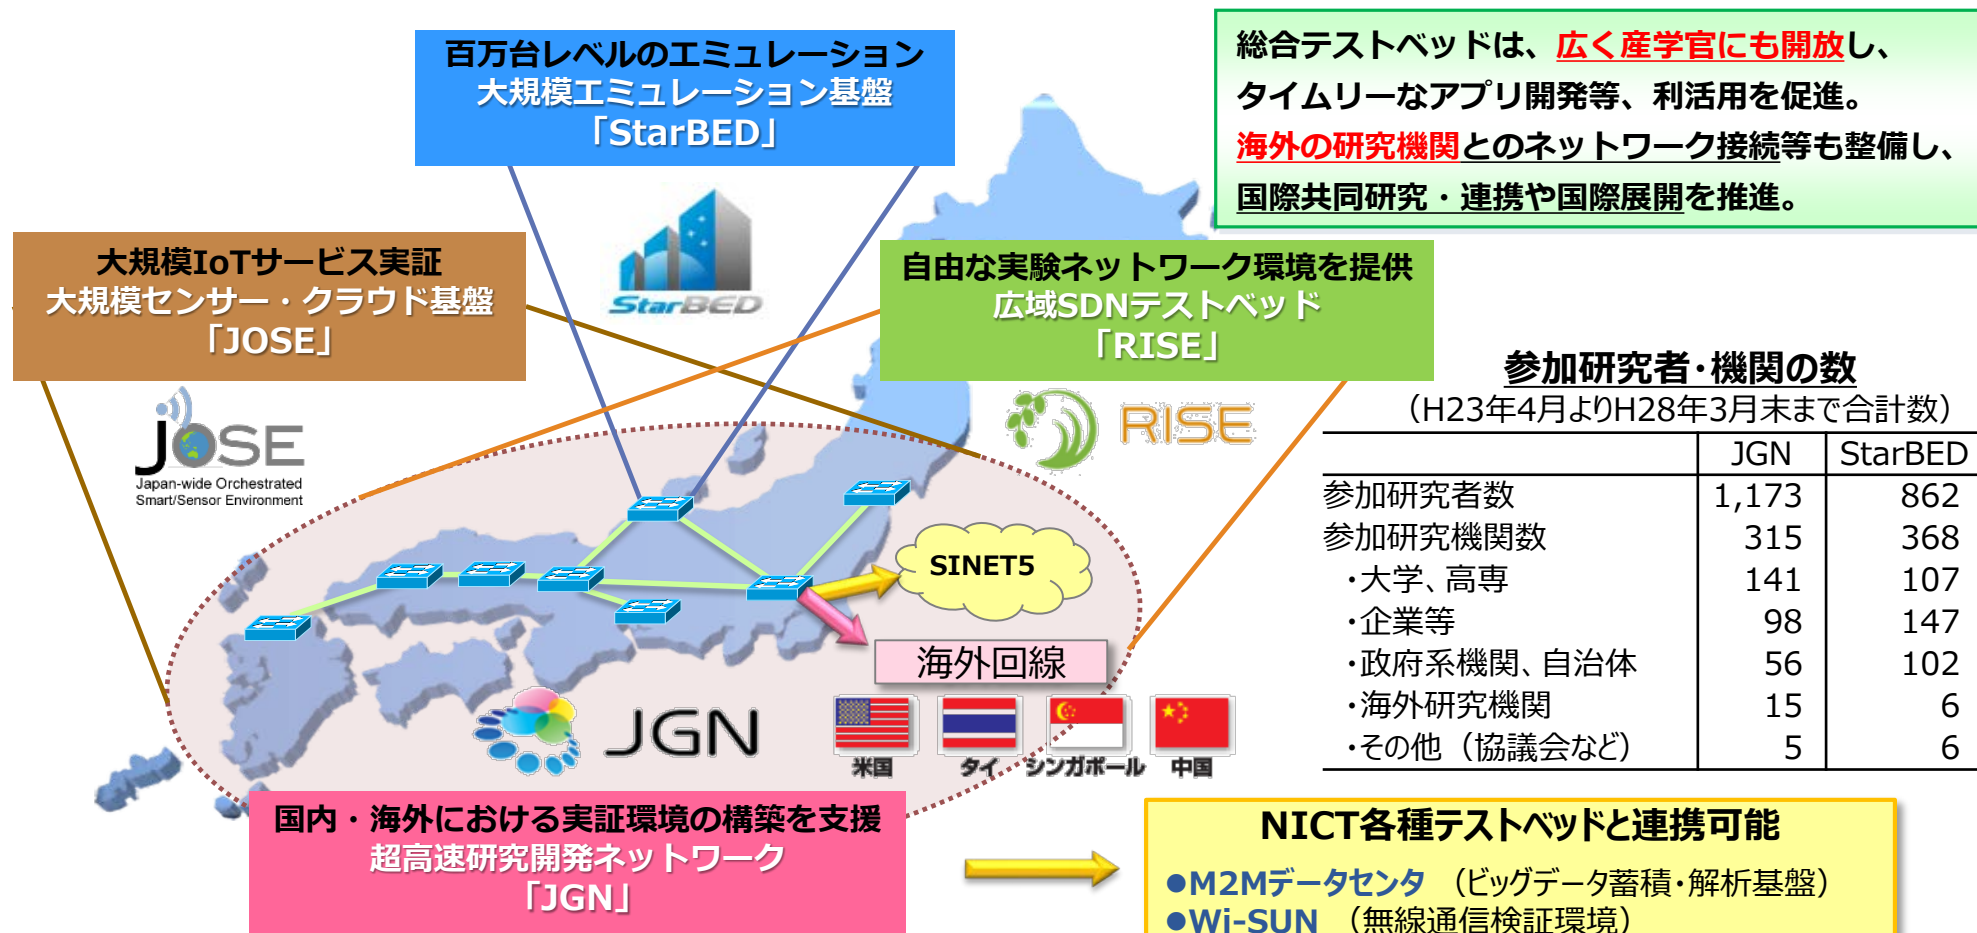 百万台レベルのエミュレーション
大規模エミュレーション基盤
「StarBED」
総合テストベッドは、広く産学官にも開放し、
タイムリーなアプリ開発等、利活用を促進。
海外の研究機関とのネットワーク接続等も整備し、
国際共同研究・連携や国際展開を推進。
大規模IoTサービス実証
大規模センサー・クラウド基盤
「JOSE」
StarBED
自由な実験ネットワーク環境を提供
広域SDNテストベッド
「RISE」
JOSE
Japan-wide Orchestrated
Smart/Sensor Environment
RISE
参加研究者・機関の数
（H23年4月よりH28年3月末まで合計数）
JGN StarBED
参加研究者数 1,173 862
参加研究機関数 315 368
・大学、高専 141 107
・企業等 98 147
・政府系機関、自治体 56 102
・海外研究機関 15 6
・その他（協議会など） 5 6
SINET5
海外回線
JGN
米国 タイ シンガポール 中国
国内・海外における実証環境の構築を支援
超高速研究開発ネットワーク
「JGN」
NICT各種テストベッドと連携可能
●M2Mデータセンタ （ビッグデータ蓄積・解析基盤）
●Wi-SUN （無線通信検証環境）